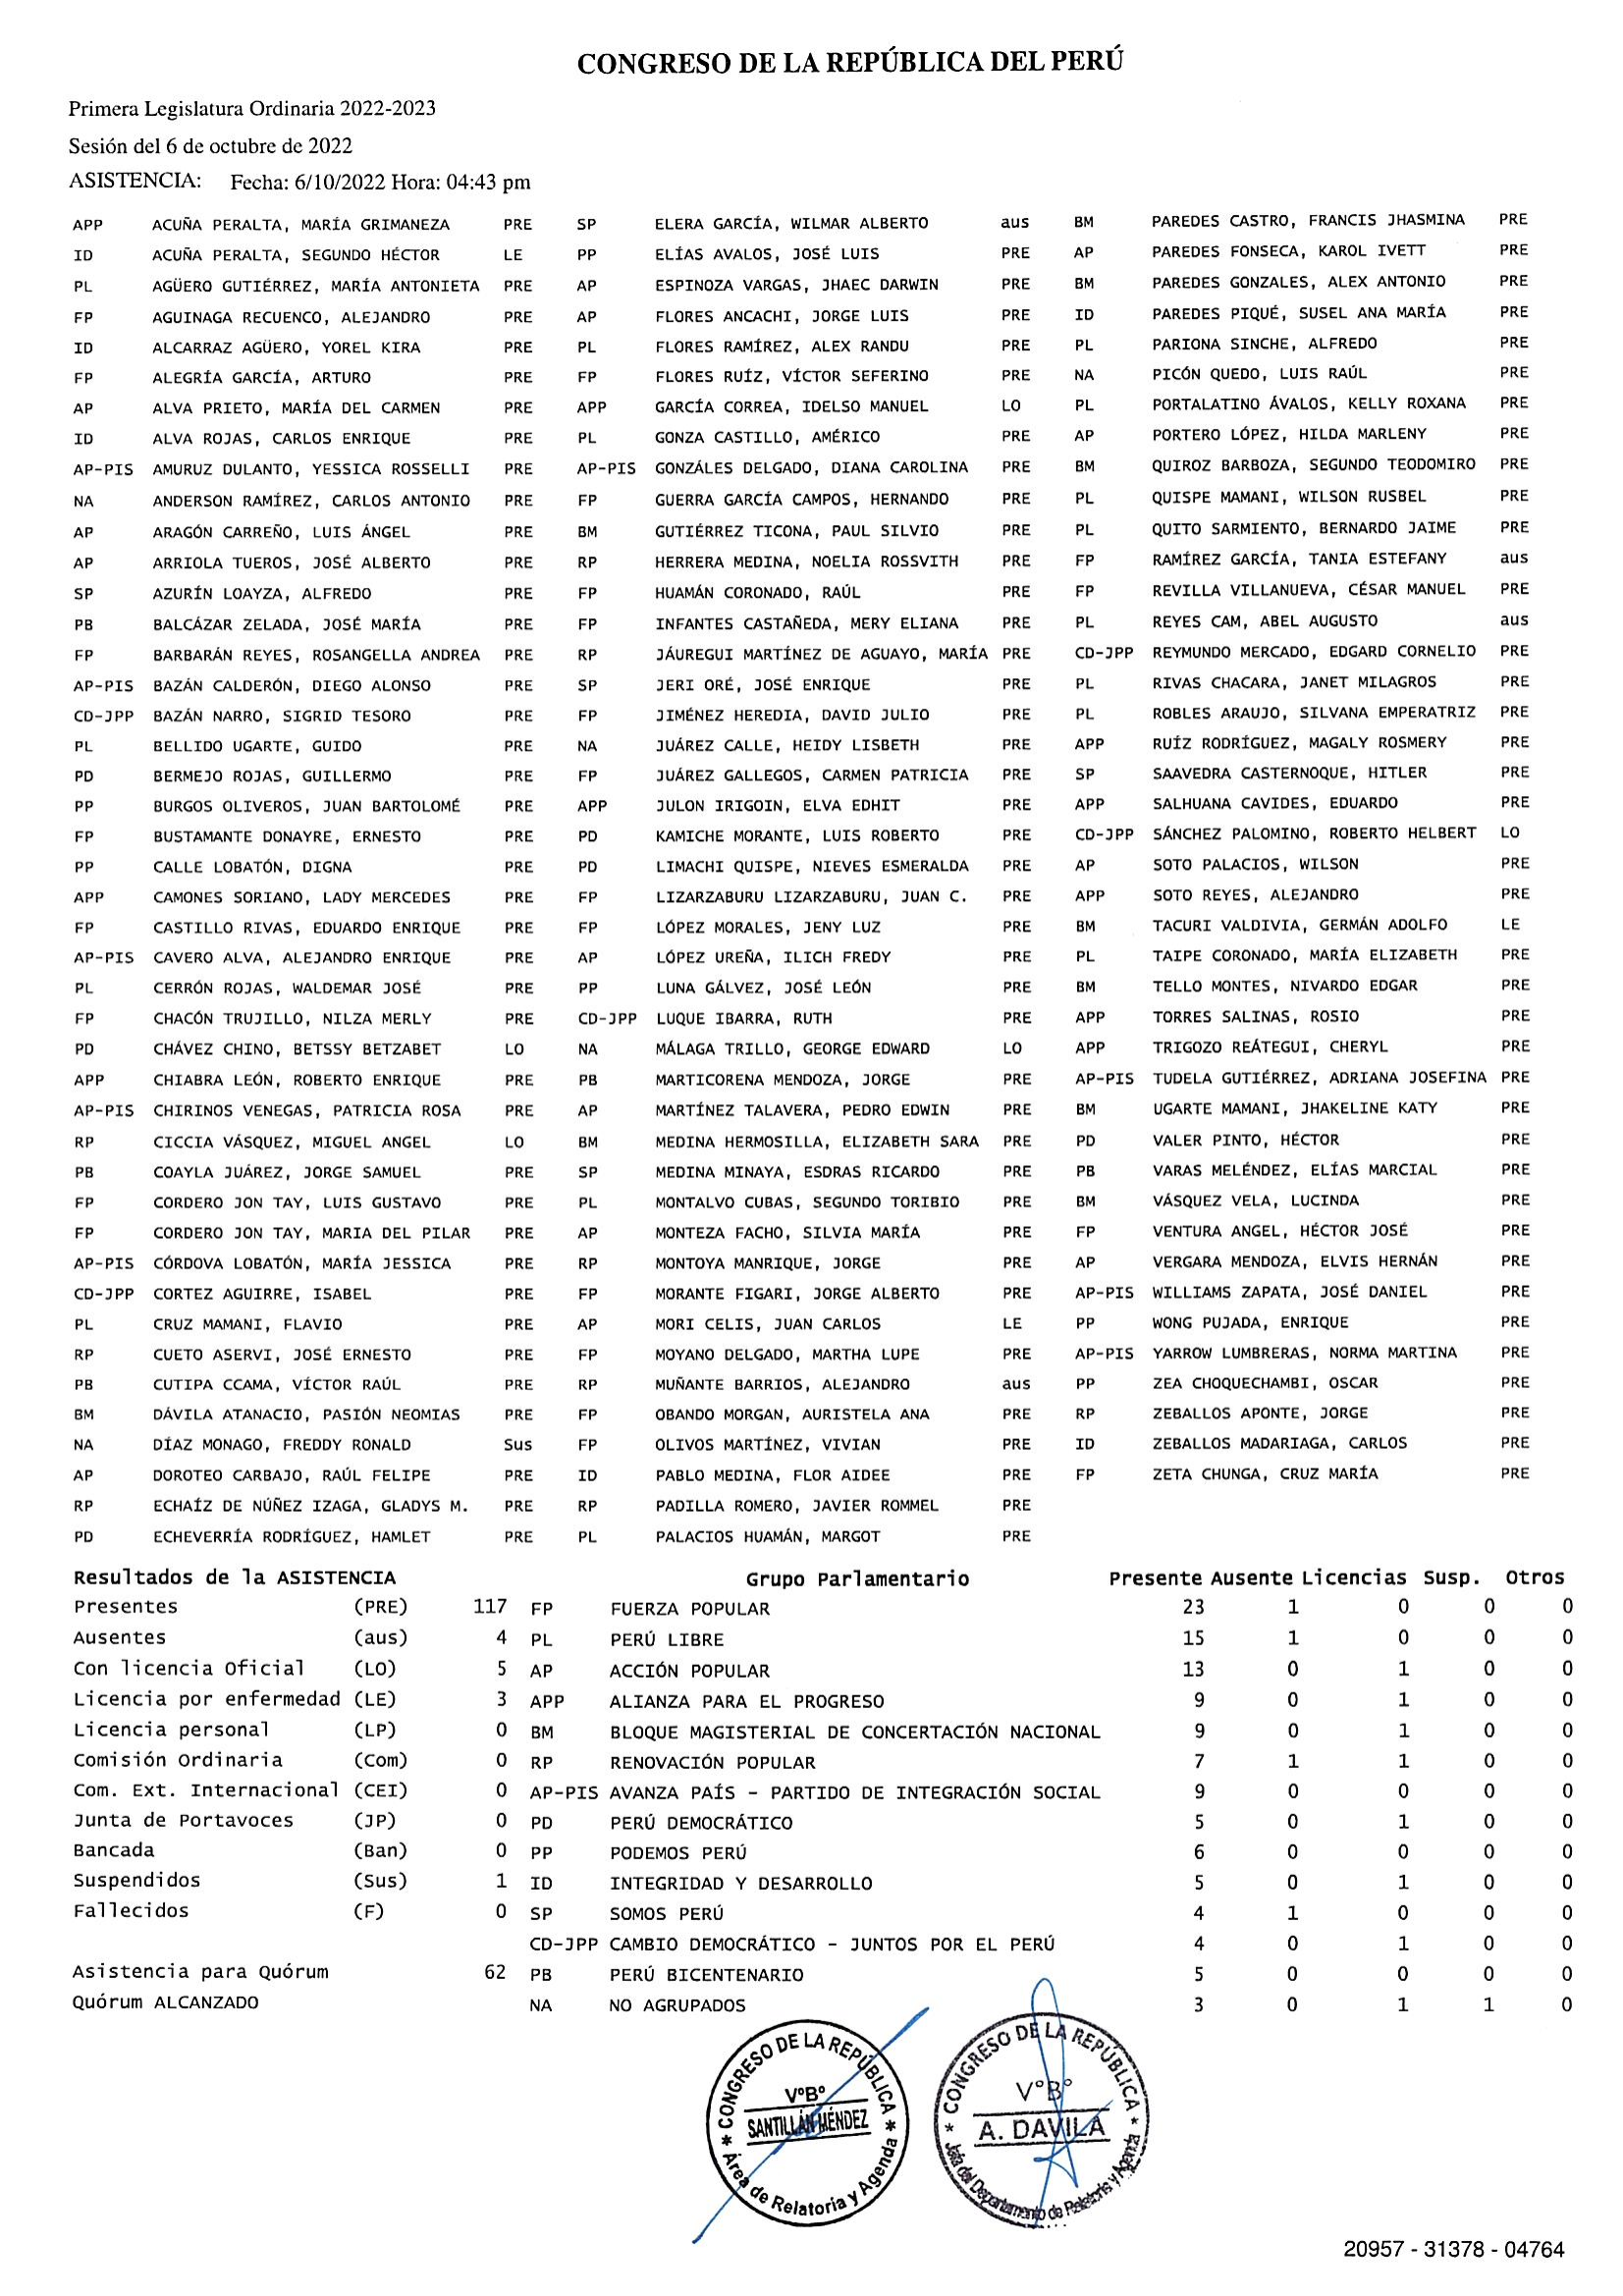 CONGRESO DE LA REPÚBLICA DEL PERÚ
Primera Legislatura Ordinaria 2022-2023
Sesión del 6 de octubre de 2022
ASISTENCIA: Fecha: 6/10/2022 Hora: 04:43 pm
APP ACUÑA PERALTA, MARÍA GRIMANEZA PRE SP ELERA GARCÍA, WILMAR ALBERTO aus BM PAREDES CASTRO, FRANCIS JHASMINA PRE
ID ACUÑA PERALTA, SEGUNDO HÉCTOR LE PP ELÍAS AVALOS, JOSÉ LUIS PRE AP PAREDES FONSECA, KAROL IVETT PRE
PL AGÜERO GUTIÉRREZ, MARÍA ANTONIETA PRE AP ESPINOZA VARGAS, JHAEC DARWIN PRE BM PAREDES GONZALES, ALEX ANTONIO PRE
FP AGUINAGA RECUENCO, ALEJANDRO PRE AP FLORES ANCACHI, JORGE LUIS PRE ID PAREDES PIQUÉ, SUSEL ANA MARÍA PRE
ID ALCARRAZ AGÜERO, YOREL KIRA PRE PL FLORES RAMÍREZ, ALEX RANDU PRE PL PARIONA SINCHE, ALFREDO PRE
FP ALEGRÍA GARCÍA, ARTURO PRE FP FLORES RUÍZ, VÍCTOR SEFERINO PRE NA PICÓN QUEDO, LUIS RAÚL PRE
AP ALVA PRIETO, MARÍA DEL CARMEN PRE APP GARCÍA CORREA, IDELSO MANUEL LO PL PORTALATINO ÁVALOS, KELLY ROXANA PRE
ID ALVA ROJAS, CARLOS ENRIQUE PRE PL GONZA CASTILLO, AMÉRICO PRE AP PORTERO LÓPEZ, HILDA MARLENY PRE
AP-PIS AMURUZ DULANTO, YESSICA ROSSELLI PRE AP-PIS GONZÁLES DELGADO, DIANA CAROLINA PRE BM QUIROZ BARBOZA, SEGUNDO TEODOMIRO PRE
NA ANDERSON RAMÍREZ, CARLOS ANTONIO PRE FP GUERRA GARCÍA CAMPOS, HERNANDO PRE PL QUISPE MAMANI, WILSON RUSBEL PRE
AP ARAGÓN CARREÑO, LUIS ÁNGEL PRE BM GUTIÉRREZ TICONA, PAUL SILVIO PRE PL QUITO SARMIENTO, BERNARDO JAIME PRE
AP ARRIOLA TUEROS, JOSÉ ALBERTO PRE RP HERRERA MEDINA, NOELIA ROSSVITH PRE FP RAMÍREZ GARCÍA, TANIA ESTEFANY aus
SP AZURÍN LOAYZA, ALFREDO PRE FP HUAMÁN CORONADO, RAÚL PRE FP REVILLA VILLANUEVA, CÉSAR MANUEL PRE
PB BALCÁZAR ZELADA, JOSÉ MARÍA PRE FP INFANTES CASTAÑEDA, MERY ELIANA PRE PL REYES CAM, ABEL AUGUSTO aus
FP BARBARÁN REYES, ROSANGELLA ANDREA PRE RP JÁUREGUI MARTÍNEZ DE AGUAYO, MARÍA PRE CD-JPP REYMUNDO MERCADO, EDGARD CORNELIO PRE
AP-PIS BAZÁN CALDERÓN, DIEGO ALONSO PRE SP JERI ORÉ, JOSÉ ENRIQUE PRE PL RIVAS CHACARA, JANET MILAGROS PRE
CD-JPP BAZÁN NARRO, SIGRID TESORO PRE FP JIMÉNEZ HEREDIA, DAVID JULIO PRE PL ROBLES ARAUJO, SILVANA EMPERATRIZ PRE
PL BELLIDO UGARTE, GUIDO PRE NA JUÁREZ CALLE, HEIDY LISBETH PRE APP RUÍZ RODRÍGUEZ, MAGALY ROSMERY PRE
PD BERMEJO ROJAS, GUILLERMO PRE FP JUÁREZ GALLEGOS, CARMEN PATRICIA PRE SP SAAVEDRA CASTERNOQUE, HITLER PRE
PP BURGOS OLIVEROS, JUAN BARTOLOMÉ PRE APP JULON IRIGOIN, ELVA EDHIT PRE APP SALHUANA CAVIDES, EDUARDO PRE
FP BUSTAMANTE DONAYRE, ERNESTO PRE PD KAMICHE MORANTE, LUIS ROBERTO PRE CD-JPP SÁNCHEZ PALOMINO, ROBERTO HELBERT LO
PP CALLE LOBATÓN, DIGNA PRE PD LIMACHI QUISPE, NIEVES ESMERALDA PRE AP SOTO PALACIOS, WILSON PRE
APP CAMONES SORIANO, LADY MERCEDES PRE FP LIZARZABURU LIZARZABURU, JUAN C. PRE APP SOTO REYES, ALEJANDRO PRE
FP CASTILLO RIVAS, EDUARDO ENRIQUE PRE FP LÓPEZ MORALES, JENY LUZ PRE BM TACURI VALDIVIA, GERMÁN ADOLFO LE
AP-PIS CAVERO ALVA, ALEJANDRO ENRIQUE PRE AP LÓPEZ UREÑA, ILICH FREDY PRE PL TAIPE CORONADO, MARÍA ELIZABETH PRE
PL CERRÓN ROJAS, WALDEMAR JOSÉ PRE PP LUNA GÁLVEZ, JOSÉ LEÓN PRE BM TELLO MONTES, NIVARDO EDGAR PRE
FP CHACÓN TRUJILLO, NILZA MERLY PRE CD-JPP LUQUE IBARRA, RUTH PRE APP TORRES SALINAS, ROSIO PRE
PD CHÁVEZ CHINO, BETSSY BETZABET LO NA MÁLAGA TRILLO, GEORGE EDWARD LO APP TRIGOZO REÁTEGUI, CHERYL PRE
APP CHIABRA LEÓN, ROBERTO ENRIQUE PRE PB MARTICORENA MENDOZA, JORGE PRE AP-PIS TUDELA GUTIÉRREZ, ADRIANA JOSEFINA PRE
AP-PIS CHIRINOS VENEGAS, PATRICIA ROSA PRE AP MARTÍNEZ TALAVERA, PEDRO EDWIN PRE BM UGARTE MAMANI, JHAKELINE KATY PRE
RP CICCIA VÁSQUEZ, MIGUEL ANGEL LO BM MEDINA HERMOSILLA, ELIZABETH SARA PRE PD VALER PINTO, HÉCTOR PRE
PB COAYLA JUÁREZ, JORGE SAMUEL PRE SP MEDINA MINAYA, ESDRAS RICARDO PRE PB VARAS MELÉNDEZ, ELÍAS MARCIAL PRE
FP CORDERO JON TAY, LUIS GUSTAVO PRE PL MONTALVO CUBAS, SEGUNDO TORIBIO PRE BM VÁSQUEZ VELA, LUCINDA PRE
FP CORDERO JON TAY, MARIA DEL PILAR PRE AP MONTEZA FACHO, SILVIA MARÍA PRE FP VENTURA ANGEL, HÉCTOR JOSÉ PRE
AP-PIS CÓRDOVA LOBATÓN, MARÍA JESSICA PRE RP MONTOYA MANRIQUE, JORGE PRE AP VERGARA MENDOZA, ELVIS HERNÁN PRE
CD-JPP CORTEZ AGUIRRE, ISABEL PRE FP MORANTE FIGARI, JORGE ALBERTO PRE AP-PIS WILLIAMS ZAPATA, JOSÉ DANIEL PRE
PL CRUZ MAMANI, FLAVIO PRE AP MORI CELIS, JUAN CARLOS LE PP WONG PUJADA, ENRIQUE PRE
RP CUETO ASERVI, JOSÉ ERNESTO PRE FP MOYANO DELGADO, MARTHA LUPE PRE AP-PIS YARROW LUMBRERAS, NORMA MARTINA PRE
PB CUTIPA CCAMA, VÍCTOR RAÚL PRE RP MUÑANTE BARRIOS, ALEJANDRO aus PP ZEA CHOQUECHAMBI, OSCAR PRE
BM DÁVILA ATANACIO, PASIÓN NEOMIAS PRE FP OBANDO MORGAN, AURISTELA ANA PRE RP ZEBALLOS APONTE, JORGE PRE
NA DÍAZ MONAGO, FREDDY RONALD Sus FP OLIVOS MARTÍNEZ, VIVIAN PRE ID ZEBALLOS MADARIAGA, CARLOS PRE
AP DOROTEO CARBAJO, RAÚL FELIPE PRE ID PABLO MEDINA, FLOR AIDEE PRE FP ZETA CHUNGA, CRUZ MARÍA PRE
RP ECHAÍZ DE NÚÑEZ IZAGA, GLADYS M. PRE RP PADILLA ROMERO, JAVIER ROMMEL PRE
PD ECHEVERRÍA RODRÍGUEZ, HAMLET PRE PL PALACIOS HUAMÁN, MARGOT PRE
Resultados de la ASISTENCIA Grupo Parlamentario Presente Ausente Licencias Susp. Otros
Presentes (PRE) 117 FP FUERZA POPULAR 23 1 0 0 0
Ausentes (aus) 4 PL PERÚ LIBRE 15 1 0 0 0
Con licencia Oficial (LO) 5 AP ACCIÓN POPULAR 13 0 1 0 0
Licencia por enfermedad (LE) 3 APP ALIANZA PARA EL PROGRESO 9 0 1 0 0
Licencia personal (LP) 0 BM BLOQUE MAGISTERIAL DE CONCERTACIÓN NACIONAL 9 0 1 0 0
Comisión Ordinaria (Com) 0 RP RENOVACIÓN POPULAR 7 1 1 0 0
Com. Ext. Internacional (CEI) 0 AP-PIS AVANZA PAÍS - PARTIDO DE INTEGRACIÓN SOCIAL 9 0 0 0 0
Junta de Portavoces (JP) 0 PD PERÚ DEMOCRÁTICO 5 0 1 0 0
Bancada (Ban) 0 PP PODEMOS PERÚ 6 0 0 0 0
Suspendidos (Sus) 1 ID INTEGRIDAD Y DESARROLLO 5 0 1 0 0
Fallecidos (F) 0 SP SOMOS PERÚ 4 1 0 0 0
CD-JPP CAMBIO DEMOCRÁTICO - JUNTOS POR EL PERÚ 4 0 1 0 0
Asistencia para Quórum 62 PB PERÚ BICENTENARIO 5 0 0 0 0
Quórum ALCANZADO NA NO AGRUPADOS 3 0 1 1 0
* CONGRESO DE LA REPÚBLICA *
V°B°
SANTILLÁN MÉNDEZ
Área de Relatoría y Agenda
* CONGRESO DE LA REPÚBLICA *
V°B°
A. DAVILA
Jefa del Departamento de Relatoría y Agenda
20957 - 31378 - 04764